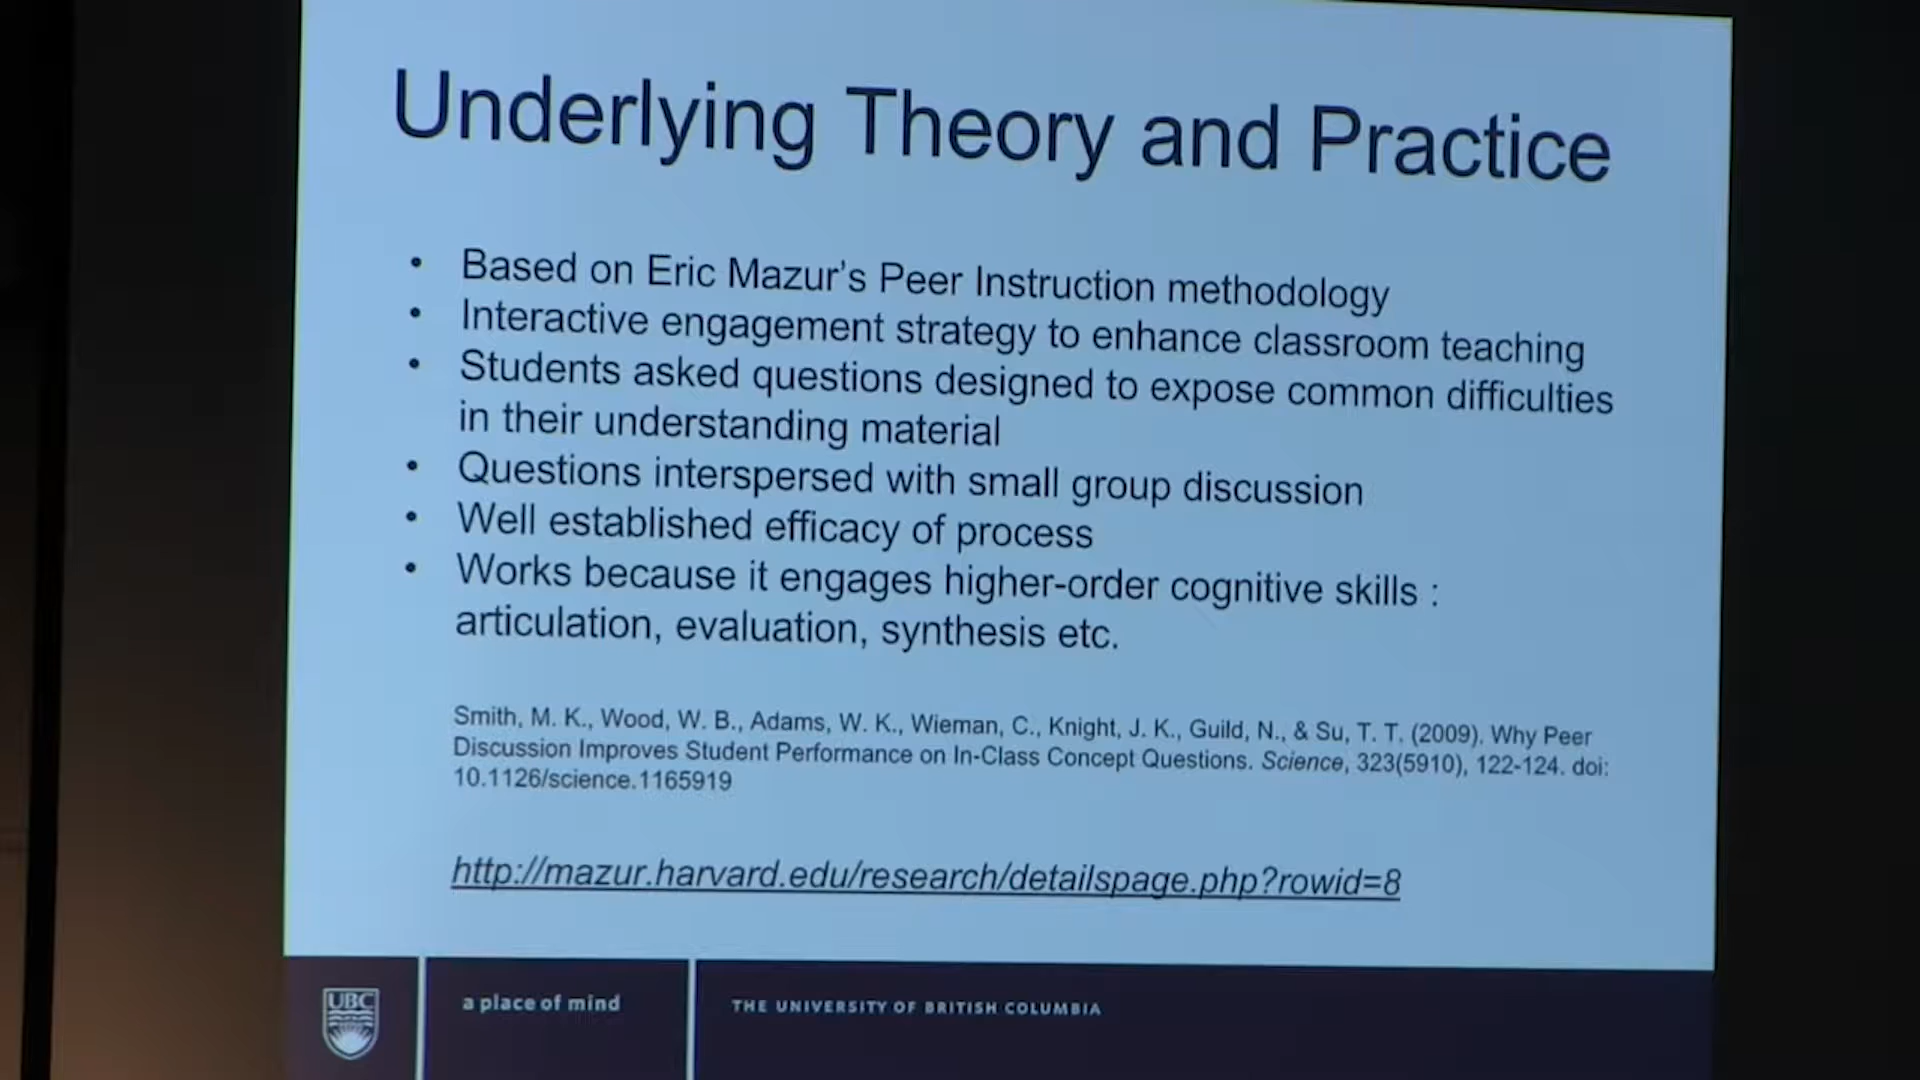 Underlying Theory and Practice
• Based on Eric Mazur's Peer Instruction methodology
• Interactive engagement strategy to enhance classroom teaching
• Students asked questions designed to expose common difficulties
in their understanding material
• Questions interspersed with small group discussion
• Well established efficacy of process
• Works because it engages higher-order cognitive skills :
articulation, evaluation, synthesis etc.
Smith, M. K., Wood, W. B., Adams, W. K., Wieman, C., Knight, J. K., Guild, N., & Su, T. T. (2009). Why Peer
Discussion Improves Student Performance on In-Class Concept Questions. Science, 323(5910), 122-124. doi:
10.1126/science.1165919
http://mazur.harvard.edu/research/detailspage.php?rowid=8
UBC
a place of mind
THE UNIVERSITY OF BRITISH COLUMBIA